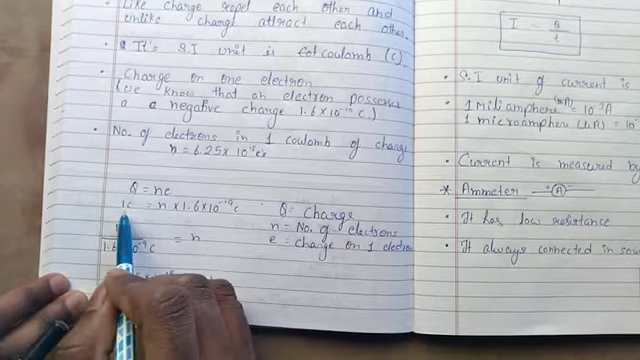 Like charge repel each other and
unlike charge attract each other.
It's S.I unit is coulomb (c).
Charge on one electron
(we know that an electron possesses
a negative charge 1.6 x 10⁻¹⁹ c)
No. of electrons in 1 coulomb of charge
n = 6.25 x 10¹⁸ e's
Q = ne
1c = n x 1.6 x 10⁻¹⁹ c
= n
Q = Charge
n = No. of electrons
e = charge on 1 electron
I = Q/t
S.I unit of current is
1 miliamphere (mA) = 10⁻³ A
1 microamphere (μA) = 10
Current is measured by
* Ammeter (A)
It has low resistance
It always connected in